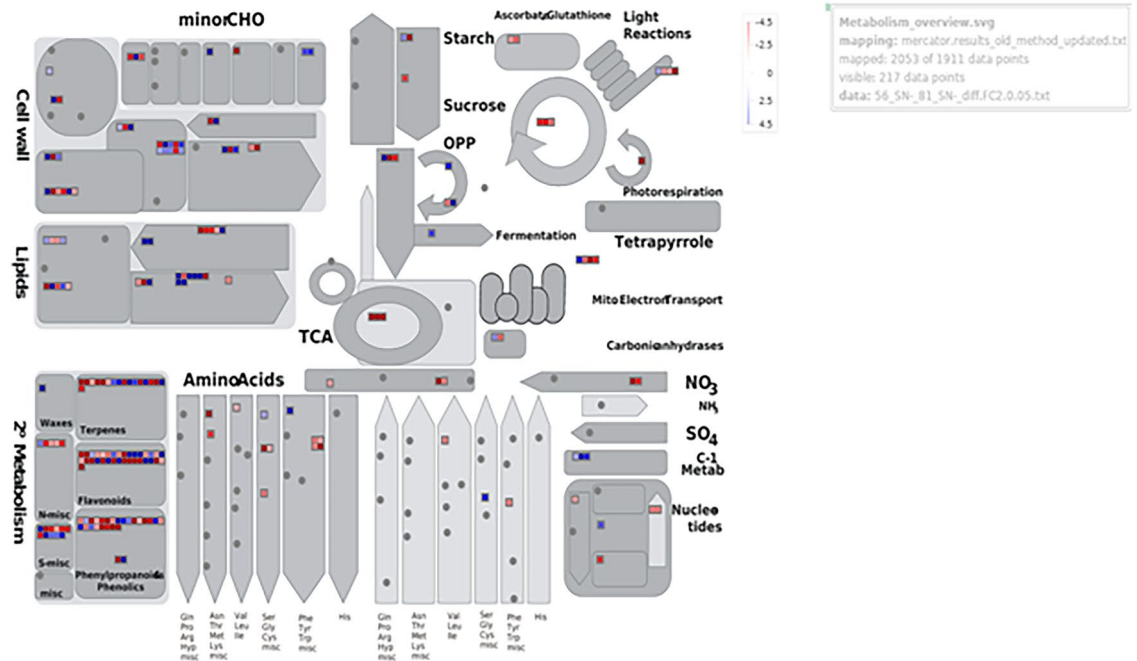 minorCHO
Cell wall
Lipids
2º Metabolism
Waxes
Terpenes
Flavonoids
N-misc
S-misc
misc
Phenylpropanoids &
Phenolics
Starch
Sucrose
OPP
Fermentation
TCA
Ascorbate/Glutathione
Light
Reactions
Photorespiration
Tetrapyrrole
Mito Electron Transport
Carbonic anhydrases
Amino Acids
NO3
NH3
SO4
C-1
Metab
Nucleo
tides
Gln
Pro
Arg
Hyp
misc
Asn
Thr
Met
Lys
misc
Val
Leu
Ile
Ser
Gly
Cys
misc
Phe
Tyr
Trp
misc
His
Gln
Pro
Arg
Hyp
misc
Asn
Thr
Met
Lys
misc
Val
Leu
Ile
Ser
Gly
Cys
misc
Phe
Tyr
Trp
misc
His
-4.5
-2.5
0
2.5
4.5
Metabolism_overview.svg
mapping: mercator.results_old_method_updated.txt
mapped: 2053 of 1911 data points
visible: 217 data points
data: 56_SN-_81_SN-_diff.FC2.0.05.txt